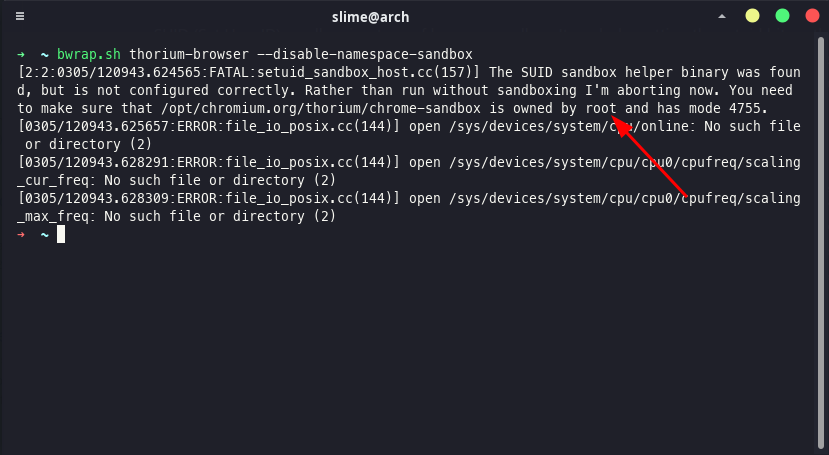 slime@arch
➜ ~ bwrap.sh thorium-browser --disable-namespace-sandbox
[2:2:0305/120943.624565:FATAL:setuid_sandbox_host.cc(157)] The SUID sandbox helper binary was foun
d, but is not configured correctly. Rather than run without sandboxing I'm aborting now. You need
to make sure that /opt/chromium.org/thorium/chrome-sandbox is owned by root and has mode 4755.
[0305/120943.625657:ERROR:file_io_posix.cc(144)] open /sys/devices/system/cpu/online: No such file
or directory (2)
[0305/120943.628291:ERROR:file_io_posix.cc(144)] open /sys/devices/system/cpu/cpu0/cpufreq/scaling
_cur_freq: No such file or directory (2)
[0305/120943.628309:ERROR:file_io_posix.cc(144)] open /sys/devices/system/cpu/cpu0/cpufreq/scaling
_max_freq: No such file or directory (2)
➜ ~